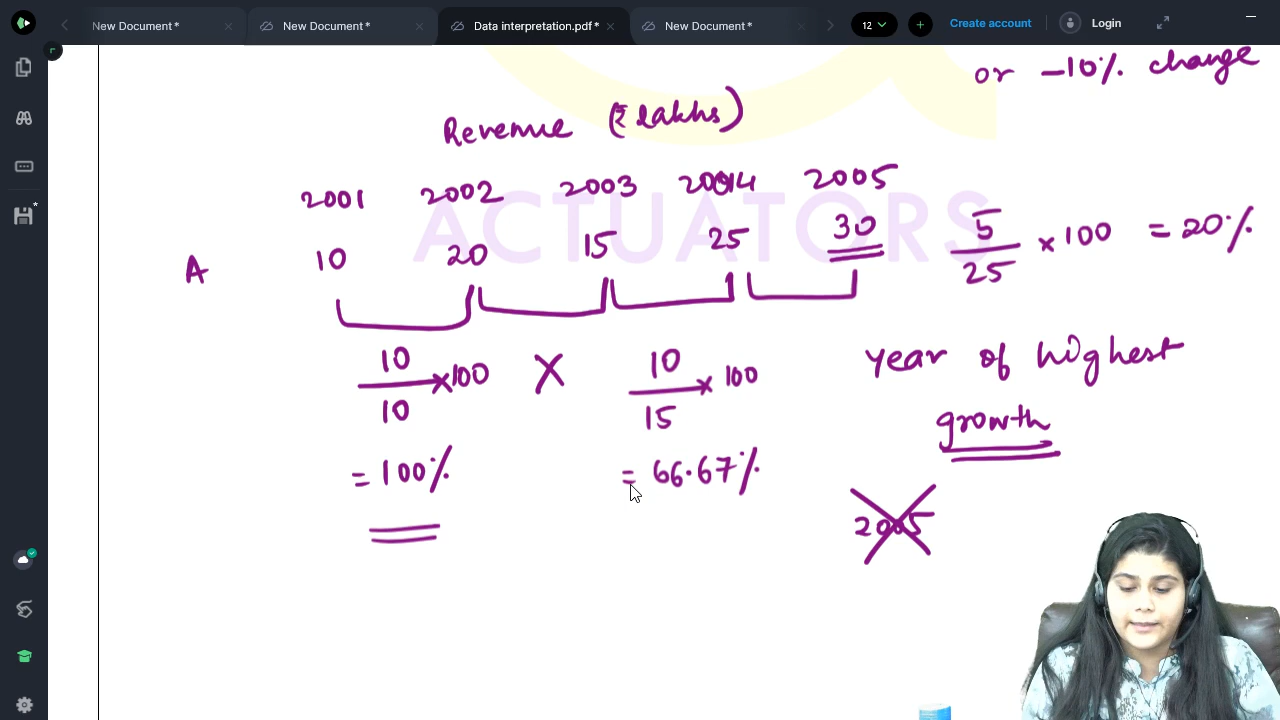 New Document *
New Document *
Data interpretation.pdf *
New Document *
12
Create account
Login
or -10% change
Revenue (₹ lakhs)
2001 2002 2003 2004 2005
ACTUATORS
A 10 20 15 25 30
5/25 × 100 = 20%
10/10 × 100 X 10/15 × 100
year of highest
growth
= 100% = 66.67%
2005